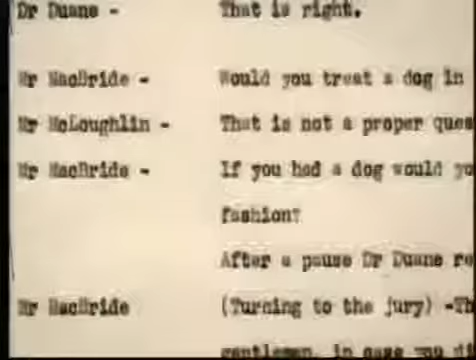 Dr Duane - That is right.
Mr MacBride - Would you treat a dog in
Mr McLoughlin - That is not a proper ques
Mr MacBride - If you had a dog would yo
fashion?
After a pause Dr Duane re
Mr MacBride (Turning to the jury) -Th
gentlemen, in case you di